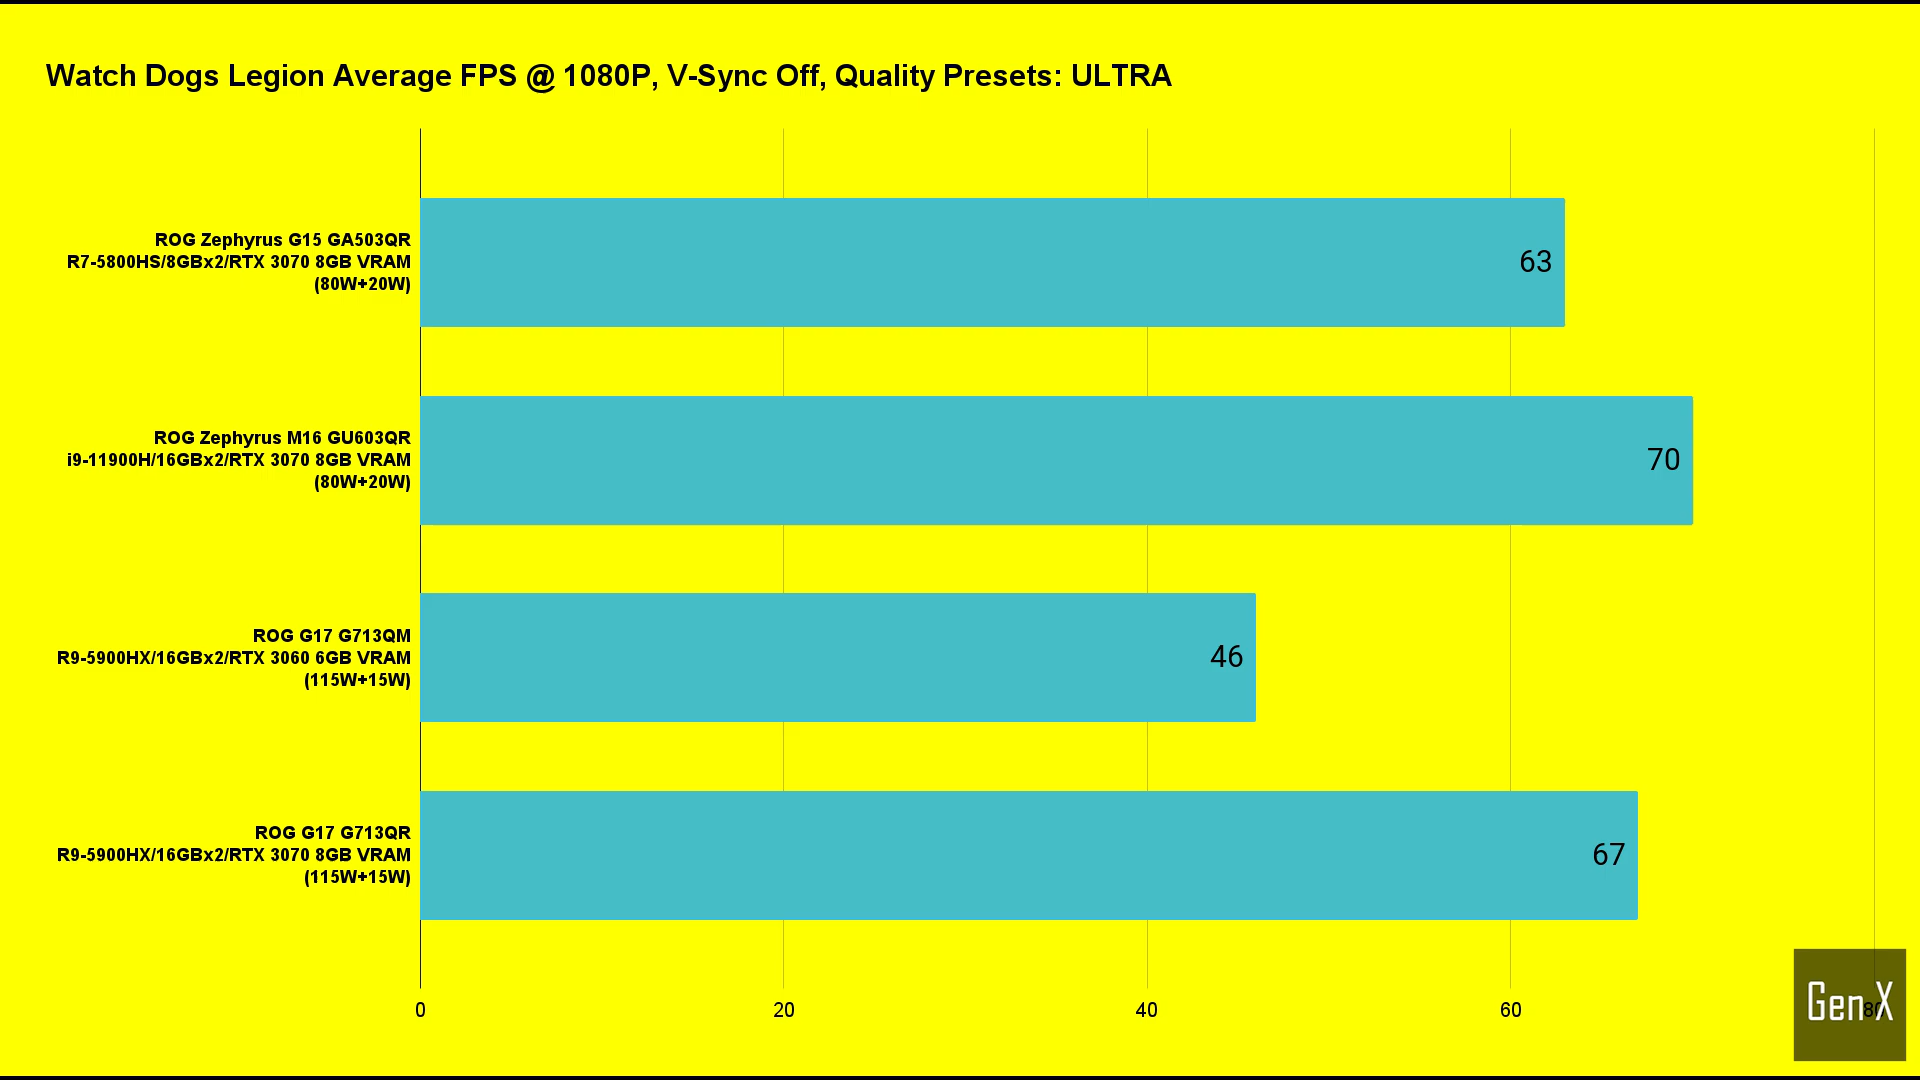 Watch Dogs Legion Average FPS @ 1080P, V-Sync Off, Quality Presets: ULTRA
ROG Zephyrus G15 GA503QR
R7-5800HS/8GBx2/RTX 3070 8GB VRAM
(80W+20W)
63
ROG Zephyrus M16 GU603QR
i9-11900H/16GBx2/RTX 3070 8GB VRAM
(80W+20W)
70
ROG G17 G713QM
R9-5900HX/16GBx2/RTX 3060 6GB VRAM
(115W+15W)
46
ROG G17 G713QR
R9-5900HX/16GBx2/RTX 3070 8GB VRAM
(115W+15W)
67
0 20 40 60 80
Gen X